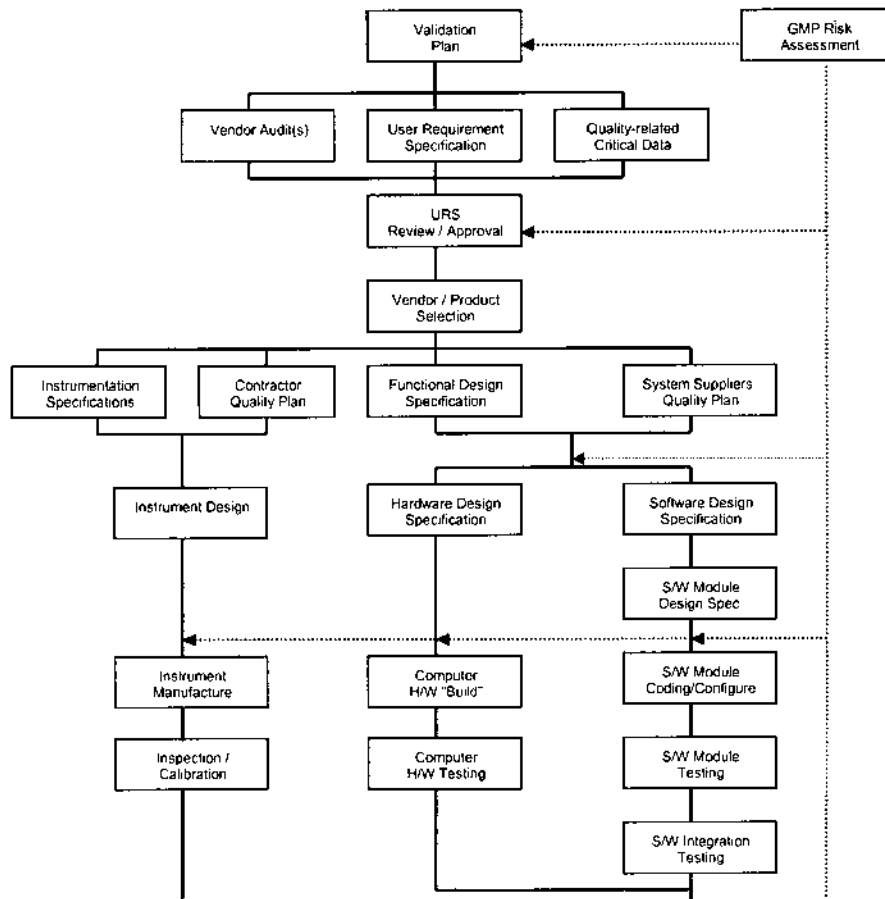 Validation
Plan
GMP Risk
Assessment
Vendor Audit(s)
User Requirement
Specification
Quality-related
Critical Data
URS
Review / Approval
Vendor / Product
Selection
Instrumentation
Specifications
Contractor
Quality Plan
Functional Design
Specification
System Suppliers
Quality Plan
Instrument Design
Hardware Design
Specification
Software Design
Specification
S/W Module
Design Spec
Instrument
Manufacture
Computer
H/W "Build"
S/W Module
Coding/Configure
Inspection /
Calibration
Computer
H/W Testing
S/W Module
Testing
S/W Integration
Testing